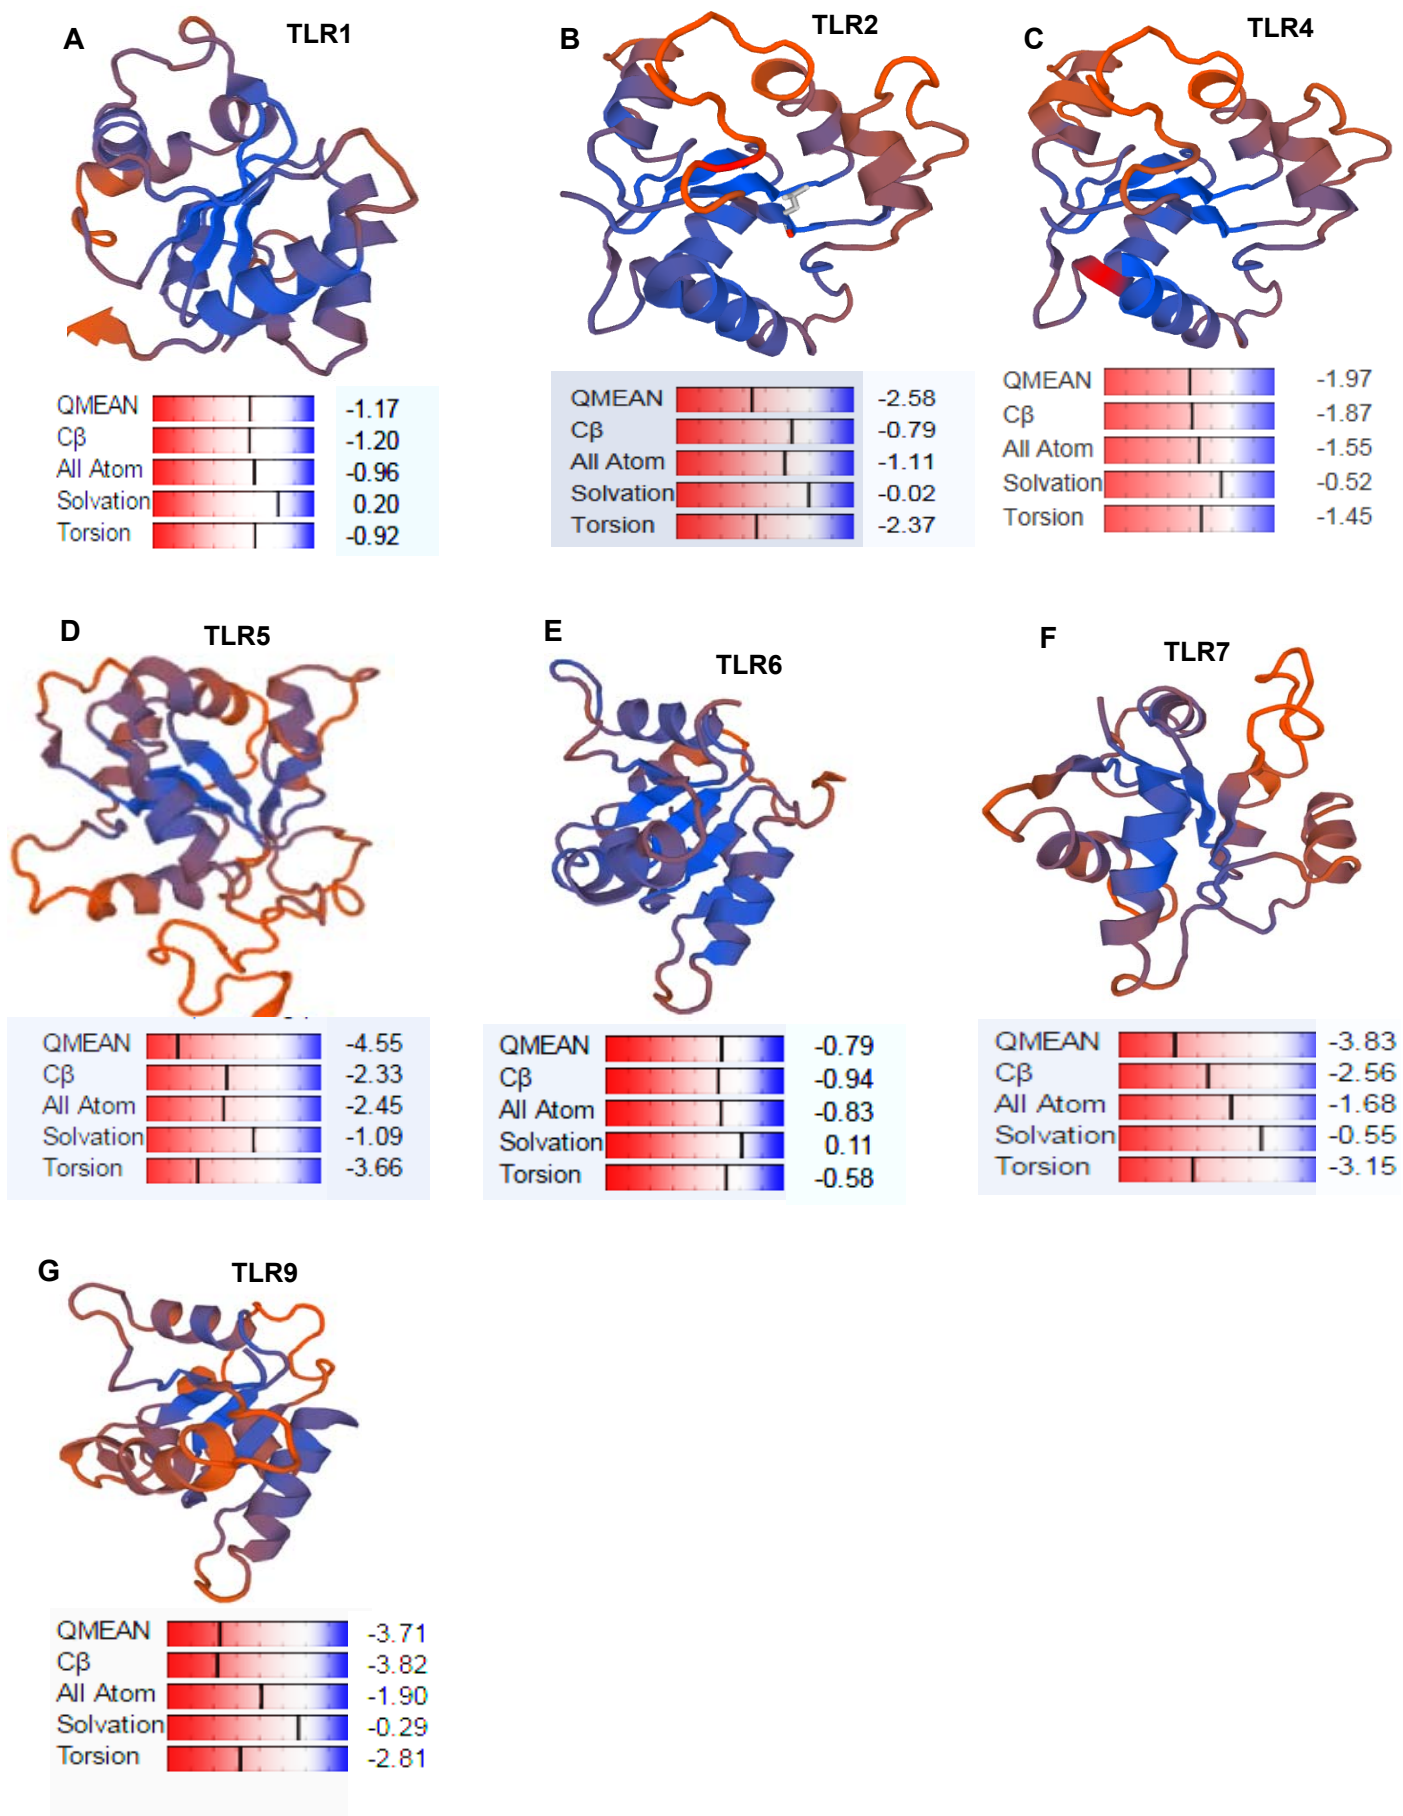 A TLR1
B TLR2
C TLR4
QMEAN -1.17
Cβ -1.20
All Atom -0.96
Solvation 0.20
Torsion -0.92
QMEAN -2.58
Cβ -0.79
All Atom -1.11
Solvation -0.02
Torsion -2.37
QMEAN -1.97
Cβ -1.87
All Atom -1.55
Solvation -0.52
Torsion -1.45
D TLR5
E TLR6
F TLR7
QMEAN -4.55
Cβ -2.33
All Atom -2.45
Solvation -1.09
Torsion -3.66
QMEAN -0.79
Cβ -0.94
All Atom -0.83
Solvation 0.11
Torsion -0.58
QMEAN -3.83
Cβ -2.56
All Atom -1.68
Solvation -0.55
Torsion -3.15
G TLR9
QMEAN -3.71
Cβ -3.82
All Atom -1.90
Solvation -0.29
Torsion -2.81